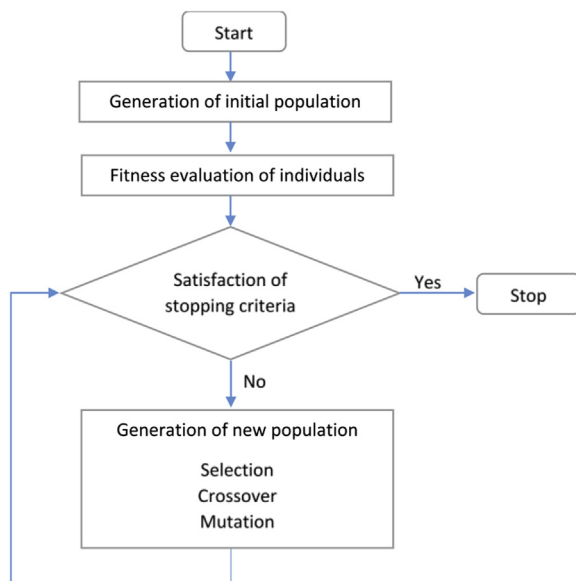 Start
Generation of initial population
Fitness evaluation of individuals
Satisfaction of
stopping criteria
Yes
Stop
No
Generation of new population
Selection
Crossover
Mutation